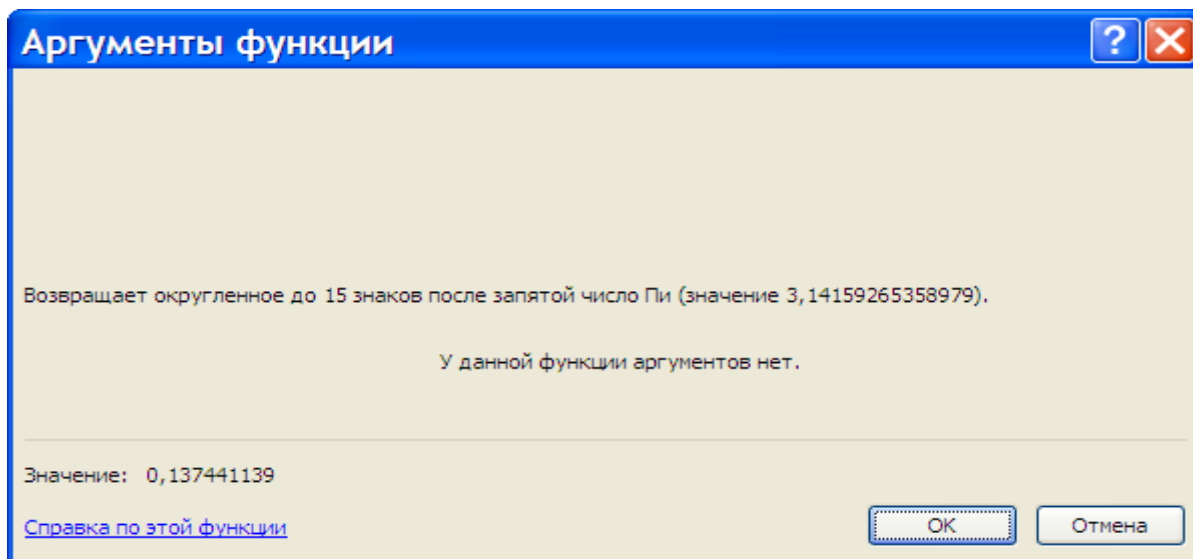 Аргументы функции
Возвращает округленное до 15 знаков после запятой число Пи (значение 3,14159265358979).
У данной функции аргументов нет.
Значение: 0,137441139
Справка по этой функции
OK
Отмена